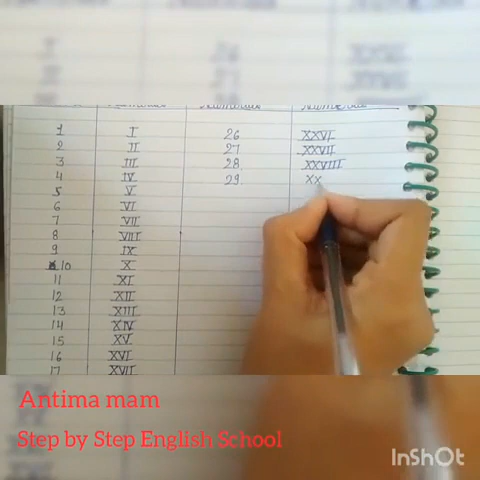 1 I 26 XXVI
2 II 27 XXVII
3 III 28 XXVIII
4 IV 29 XX
5 V
6 VI
7 VII
8 VIII
9 IX
10 X
11 XI
12 XII
13 XIII
14 XIV
15 XV
16 XVI
17 XVII
Antima mam
Step by Step English School
InShOt